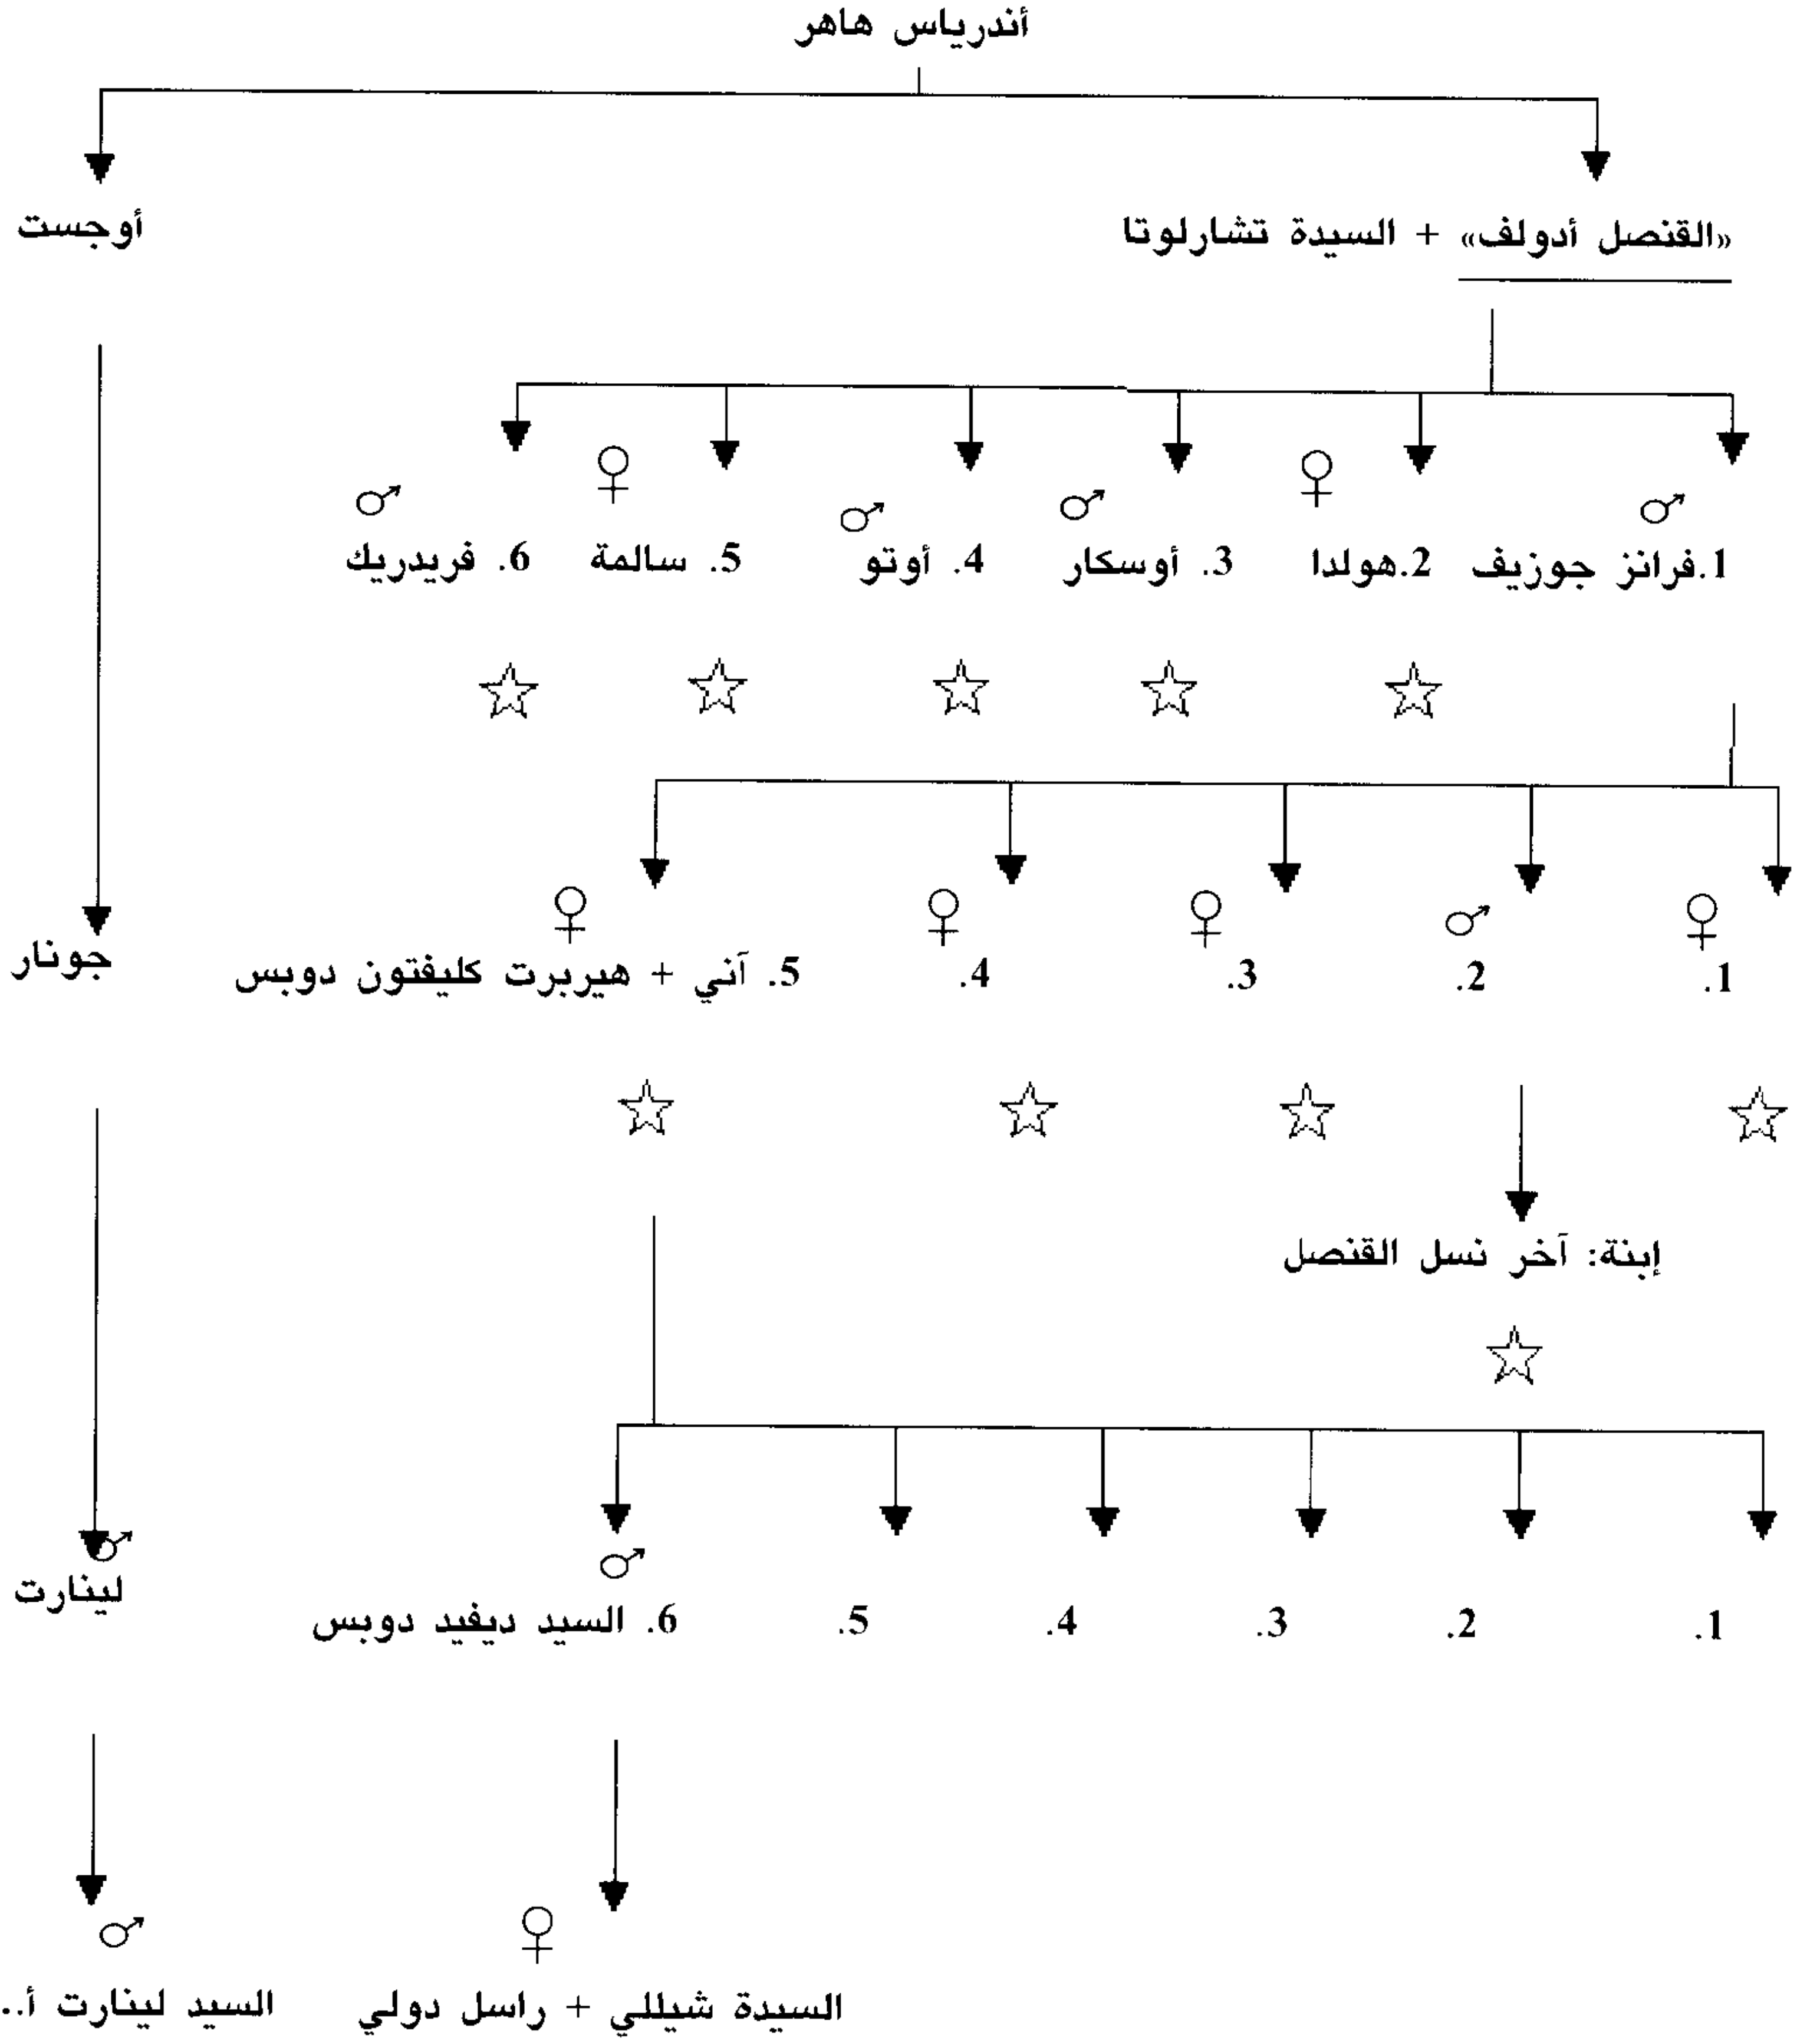 أندرياس هاهر
«القنصل أدولف» + السيدة تشارلوتا
أوجست
1.فرانز جوزيف 2.هولدا 3. أوسكار 4. أوتو 5. سالمة 6. فريدريك
1. 2. 3. 4. 5. آني + هيربرت كليفتون دوبس
جونار
إبنة: آخر نسل القنصل
1. 2. 3. 4. 5. 6. السيد ديفيد دوبس
لينارت
السيدة شيللي + راسل دولي
السيد لينارت أ..